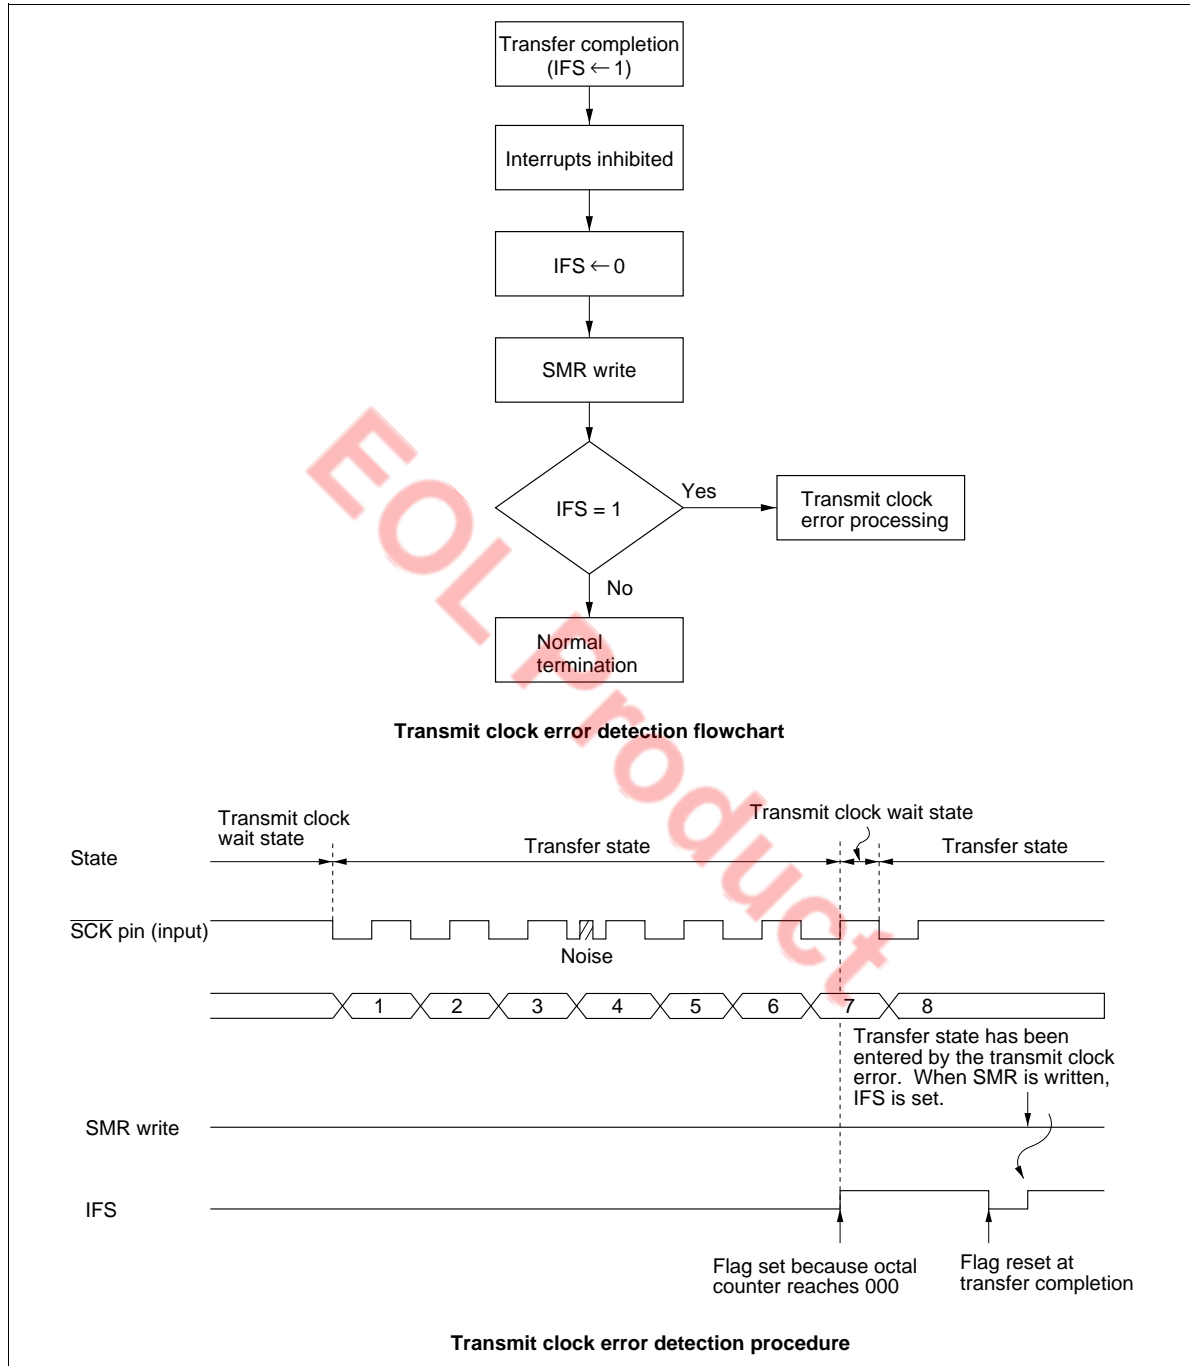 Transfer completion
(IFS ← 1)
Interrupts inhibited
IFS ← 0
SMR write
IFS = 1
Yes
Transmit clock
error processing
No
Normal
termination
EOL Product
Transmit clock error detection flowchart
Transmit clock
wait state
Transmit clock wait state
State
Transfer state
Transfer state
SCK pin (input)
Noise
1 2 3 4 5 6 7 8
Transfer state has been
entered by the transmit clock
error. When SMR is written,
IFS is set.
SMR write
IFS
Flag set because octal
counter reaches 000
Flag reset at
transfer completion
Transmit clock error detection procedure